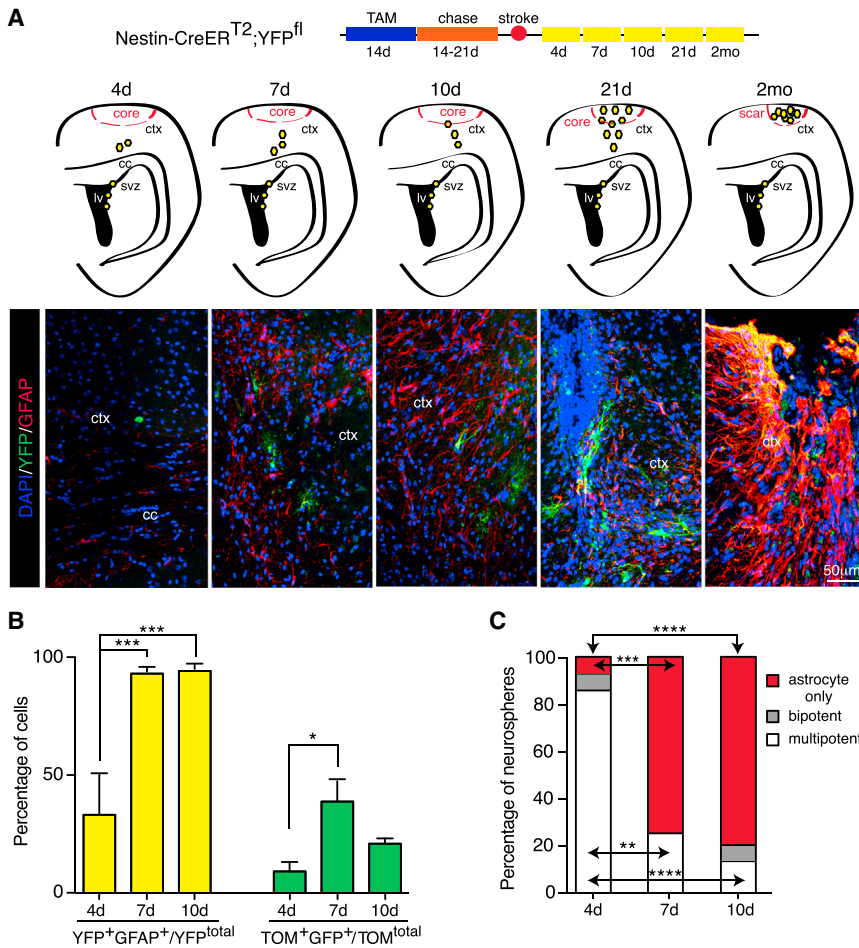 A
Nestin-CreERT2;YFPfl
TAM chase stroke
14d 14-21d 4d 7d 10d 21d 2mo
4d 7d 10d 21d 2mo
core core core core scar
ctx ctx ctx ctx ctx
cc cc cc cc cc
svz svz svz svz svz
lv lv lv lv lv
DAPI/YFP/GFAP
ctx ctx ctx ctx ctx
cc
50µm
B
*** ***
*
Percentage of cells
100
50
0
4d 7d 10d 4d 7d 10d
YFP+GFAP+/YFPtotal TOM+GFP+/TOMtotal
C
****
***
**
****
Percentage of neurospheres
100
80
60
40
20
0
4d 7d 10d
astrocyte
only
bipotent
multipotent